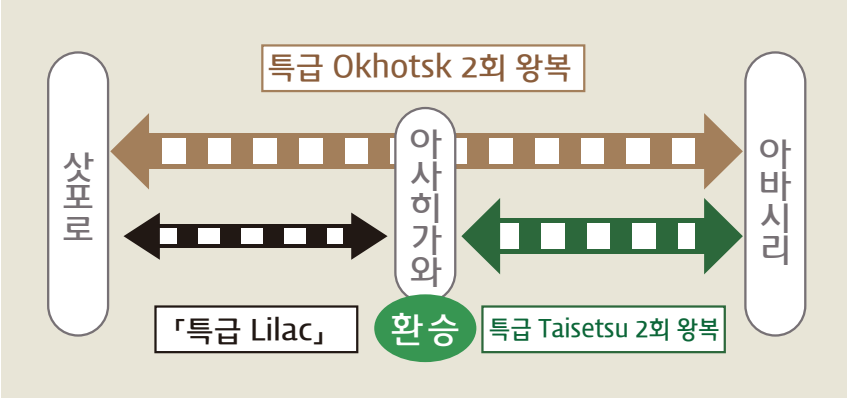 특급 Okhotsk 2회 왕복
삿포로
아사히가와
아바시리
「특급 Lilac」
환승
특급 Taisetsu 2회 왕복